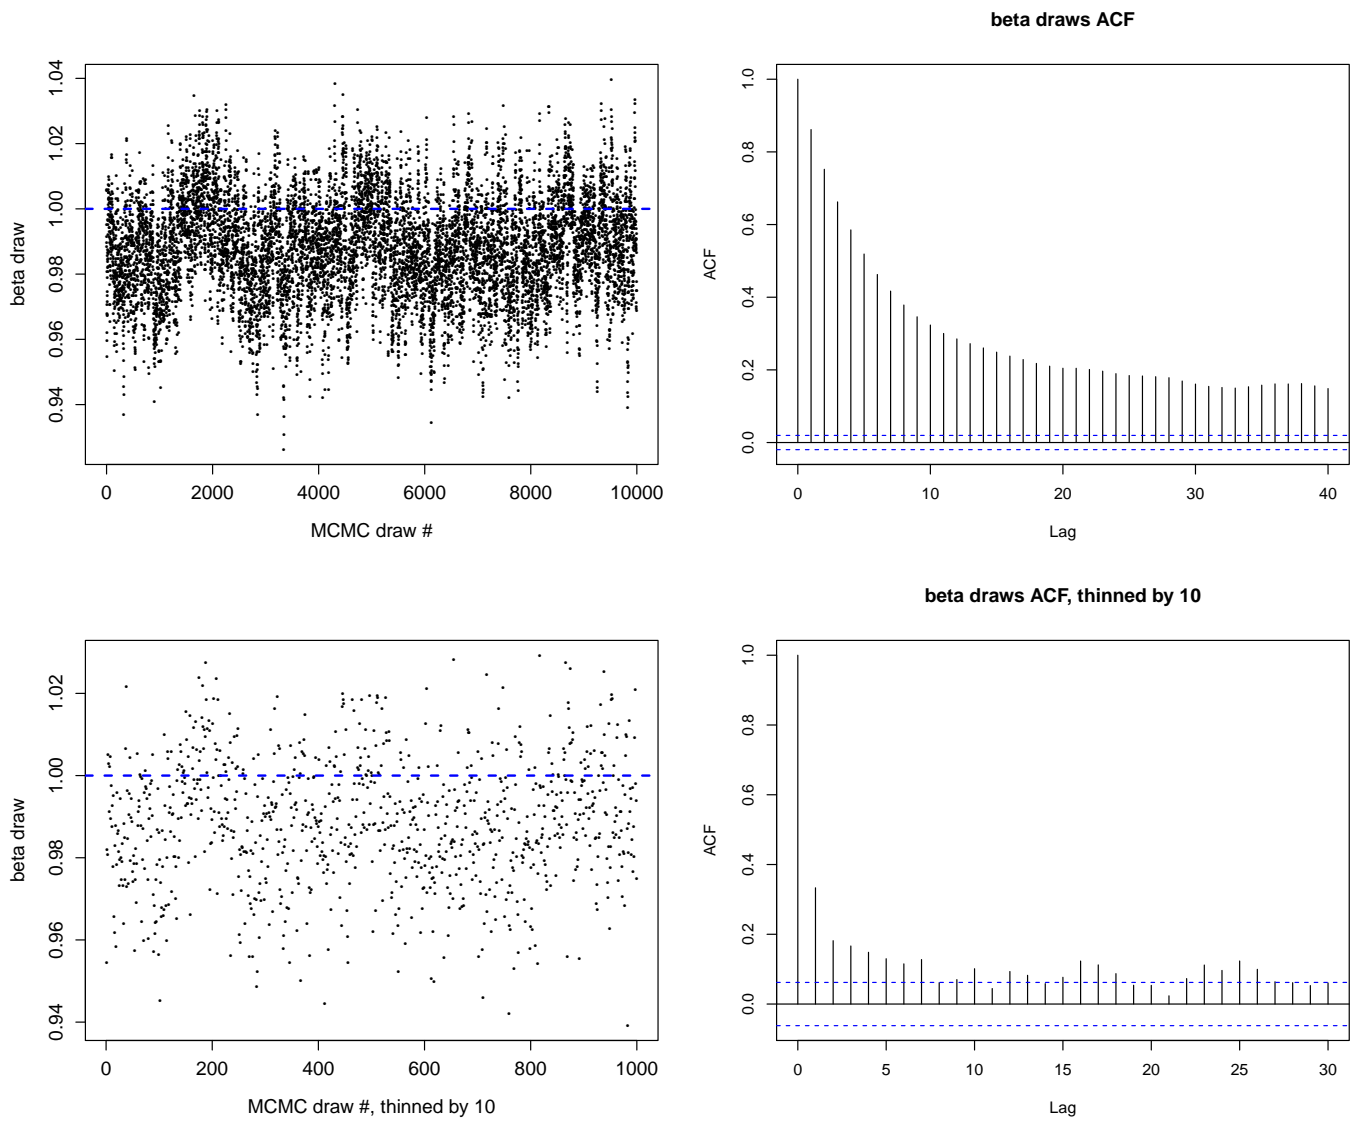 beta draws ACF
1.04
1.02
1.00
0.98
0.96
0.94
beta draw
0 2000 4000 6000 8000 10000
MCMC draw #
1.0
0.8
0.6
0.4
0.2
0.0
ACF
0 10 20 30 40
Lag
beta draws ACF, thinned by 10
1.02
1.00
0.98
0.96
0.94
beta draw
0 200 400 600 800 1000
MCMC draw #, thinned by 10
1.0
0.8
0.6
0.4
0.2
0.0
ACF
0 5 10 15 20 25 30
Lag